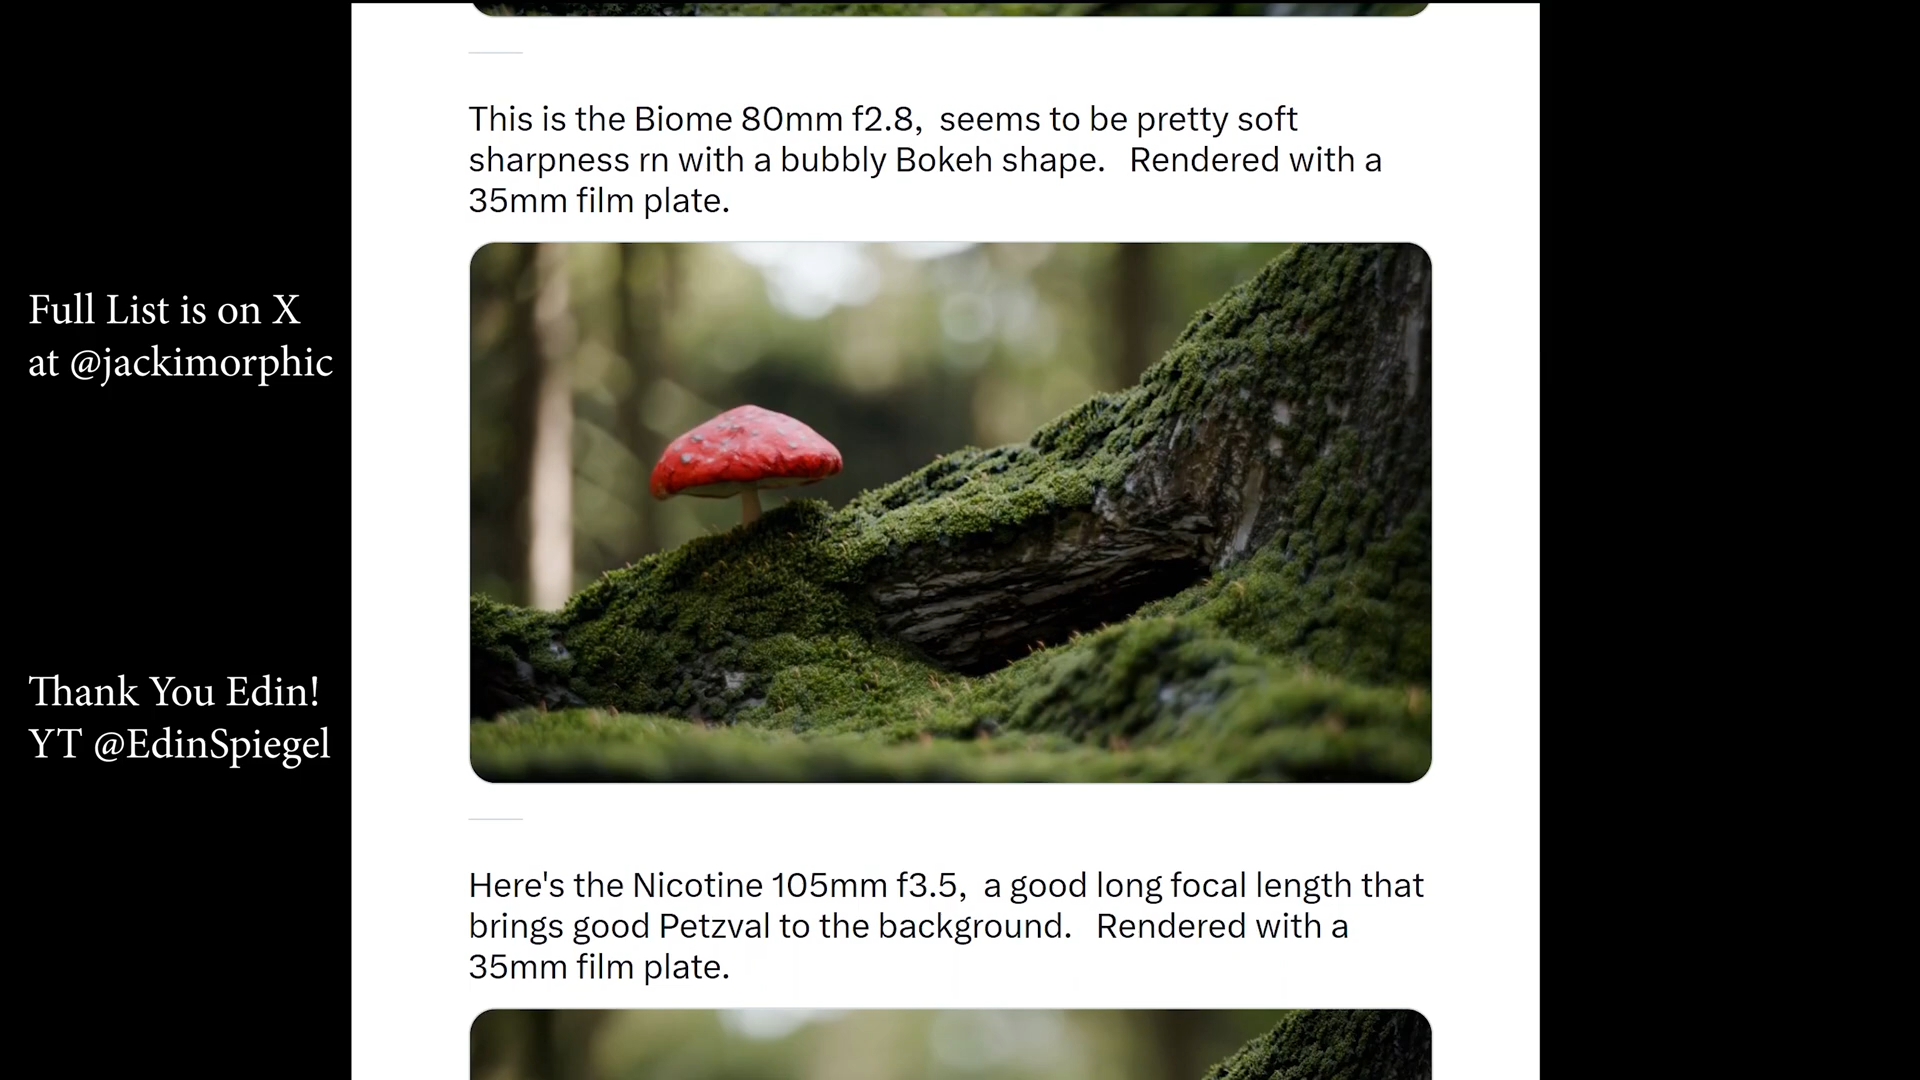 This is the Biome 80mm f2.8,  seems to be pretty soft
sharpness rn with a bubbly Bokeh shape.   Rendered with a
35mm film plate.
Full List is on X
at @jackimorphic
Thank You Edin!
YT @EdinSpiegel
Here's the Nicotine 105mm f3.5,  a good long focal length that
brings good Petzval to the background.   Rendered with a
35mm film plate.